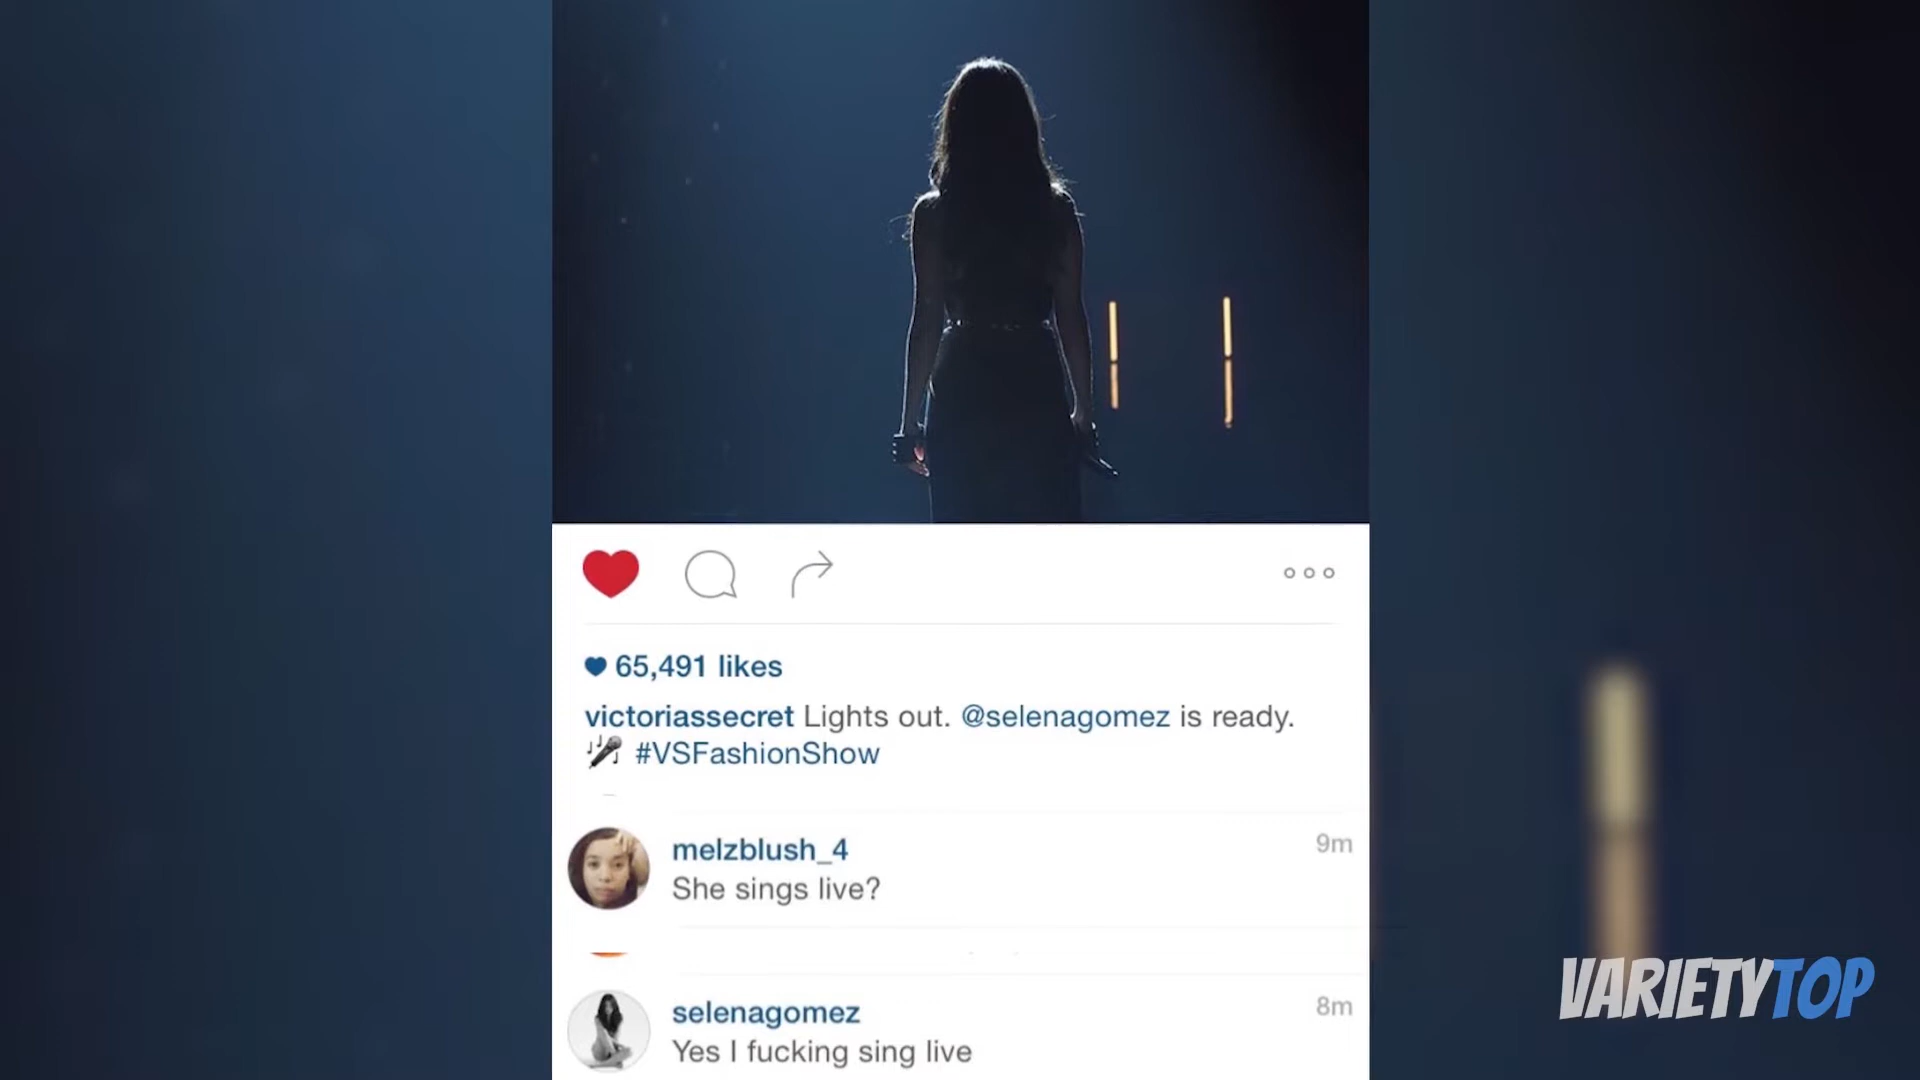 65,491 likes
victoriassecret Lights out. @selenagomez is ready.
#VSFashionShow
melzblush_4
9m
She sings live?
selenagomez
8m
Yes I fucking sing live
VARIETYTOP